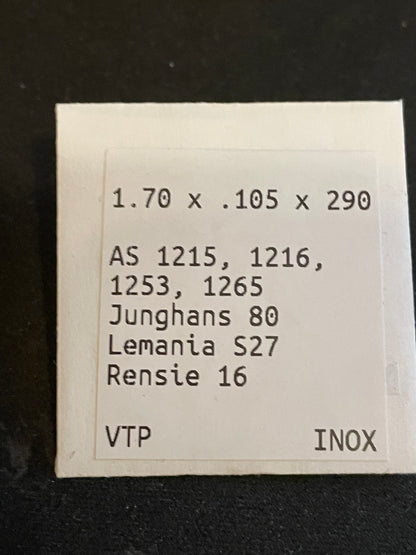 1.70 x .105 x 290
AS 1215, 1216,
1253, 1265
Junghans 80
Lemania S27
Rensie 16
VTP INOX